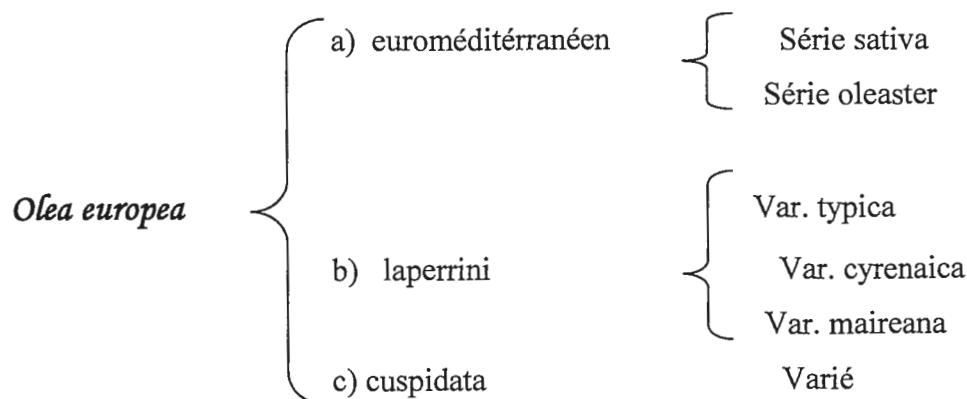 a) euroméditérranéen
Série sativa
Série oleaster
Olea europea
Var. typica
b) laperrini
Var. cyrenaica
Var. maireana
c) cuspidata
Varié